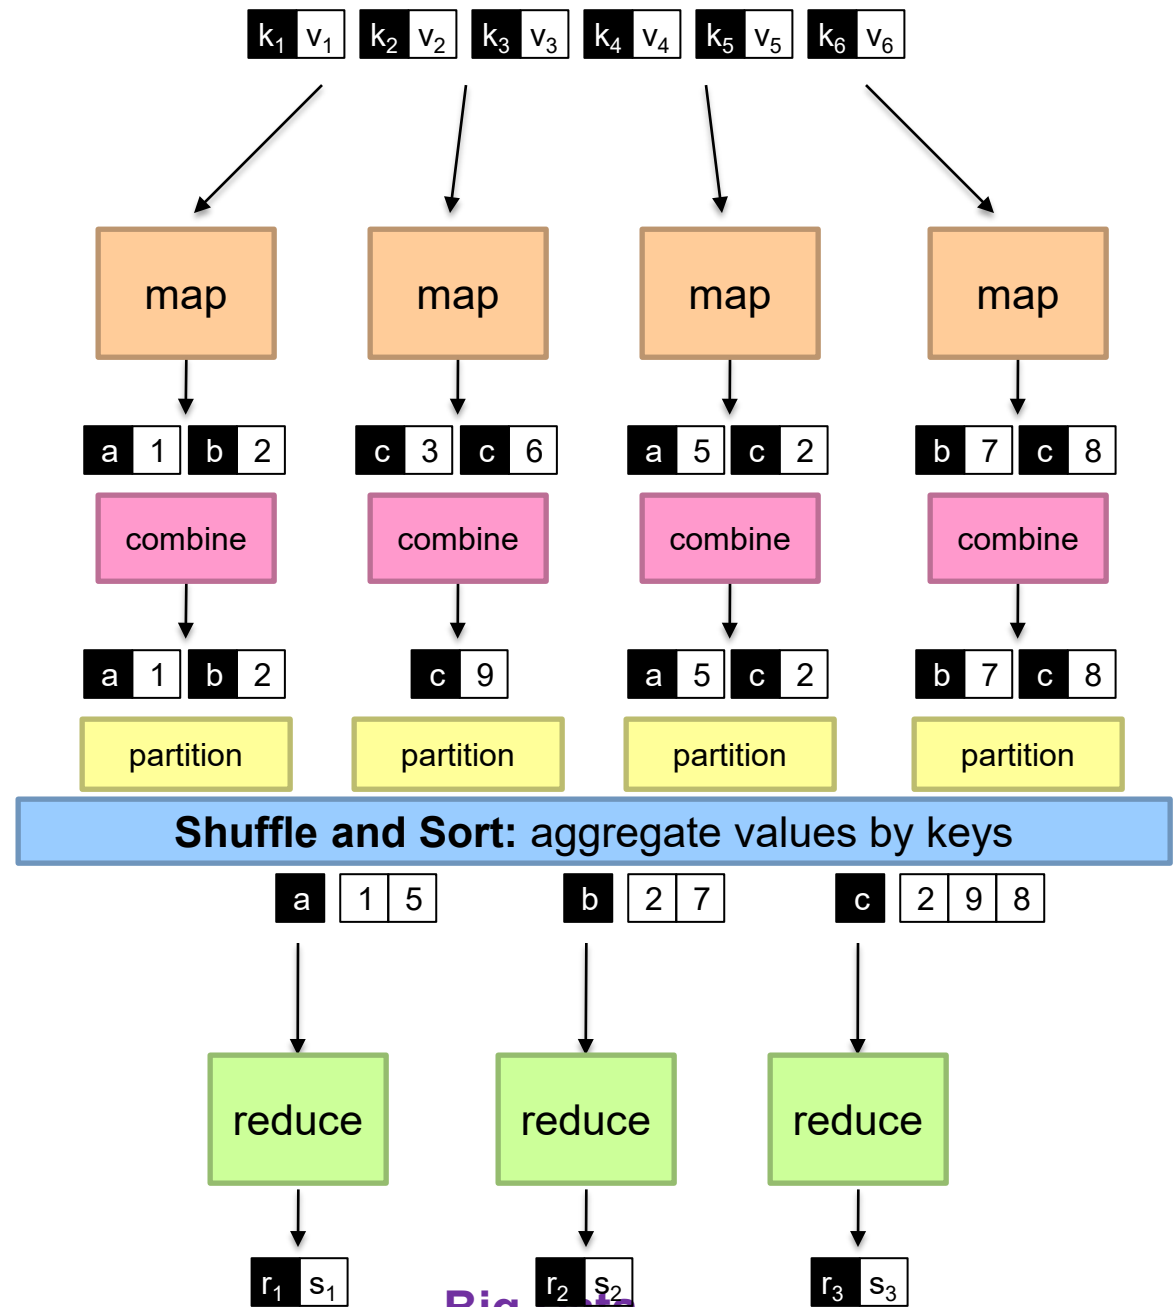 k₁ v₁ k₂ v₂ k₃ v₃ k₄ v₄ k₅ v₅ k₆ v₆
map map map map
a 1 b 2 c 3 c 6 a 5 c 2 b 7 c 8
combine combine combine combine
a 1 b 2 c 9 a 5 c 2 b 7 c 8
partition partition partition partition
Shuffle and Sort: aggregate values by keys
a 1 5 b 2 7 c 2 9 8
reduce reduce reduce
r₁ s₁ r₂ s₂ r₃ s₃
Big